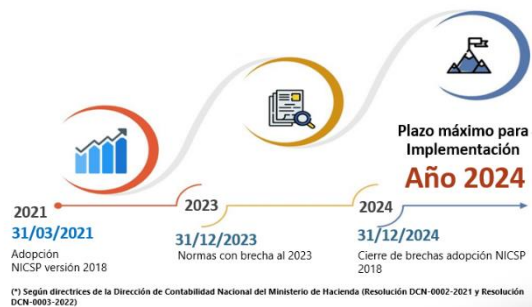 Plazo máximo para
Implementación
Año 2024
2021
2023
2024
31/03/2021
31/12/2023
31/12/2024
Adopción
NICSP versión 2018
Normas con brecha al 2023
Cierre de brechas adopción NICSP
2018
(*) Según directrices de la Dirección de Contabilidad Nacional del Ministerio de Hacienda (Resolución DCN-0002-2021 y Resolución
DCN-0003-2022)